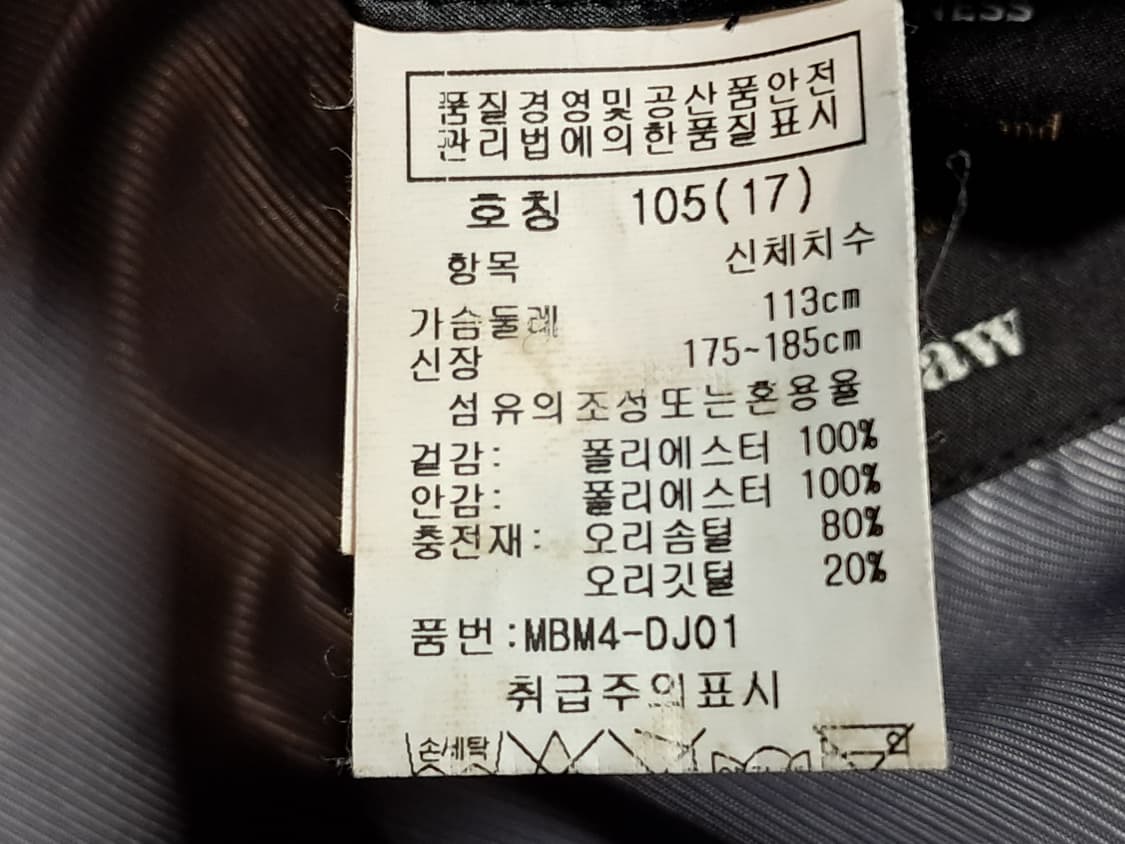 NESS
and
aw
품질경영및공산품안전
관리법에의한품질표시
호칭 105(17)
항목 신체치수
가슴둘레 113cm
신장 175~185cm
섬유의조성또는혼용율
겉감: 폴리에스터 100%
안감: 폴리에스터 100%
충전재: 오리솜털 80%
오리깃털 20%
품번:MBM4-DJ01
취급주의표시
손세탁